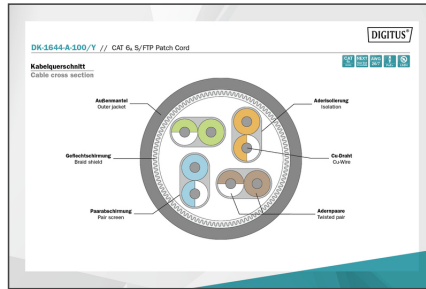 DIGITUS®
DK-1644-A-100/Y // CAT 6A S/FTP Patch Cord
Kabelquerschnitt
Cable cross section
Außenmantel
Outer jacket
Aderisolierung
Isolation
Geflechtschirmung
Braid shield
Cu-Draht
Cu-Wire
Paarabschirmung
Pair screen
Adernpaare
Twisted pair